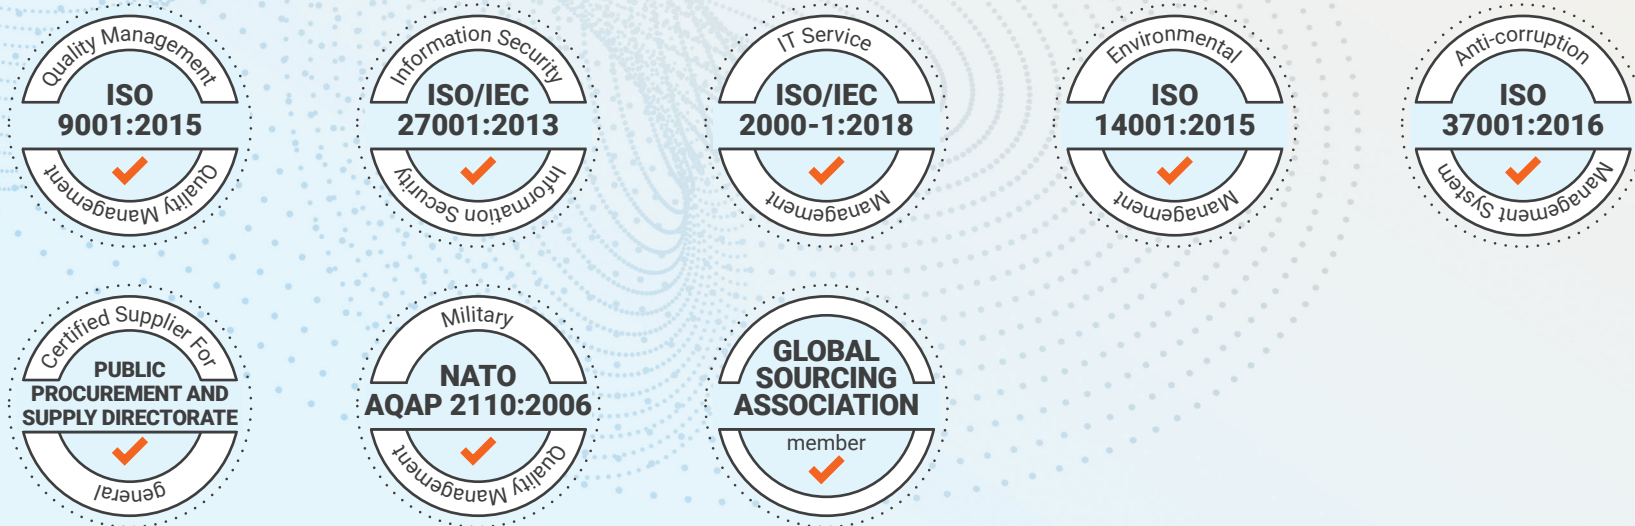 Quality Management
ISO
9001:2015
Quality Management
Information Security
ISO/IEC
27001:2013
Information Security
IT Service
ISO/IEC
2000-1:2018
Management
Environmental
ISO
14001:2015
Management
Anti-corruption
ISO
37001:2016
Management System
Certified Supplier For
PUBLIC
PROCUREMENT AND
SUPPLY DIRECTORATE
general
Military
NATO
AQAP 2110:2006
Quality Management
GLOBAL
SOURCING
ASSOCIATION
member